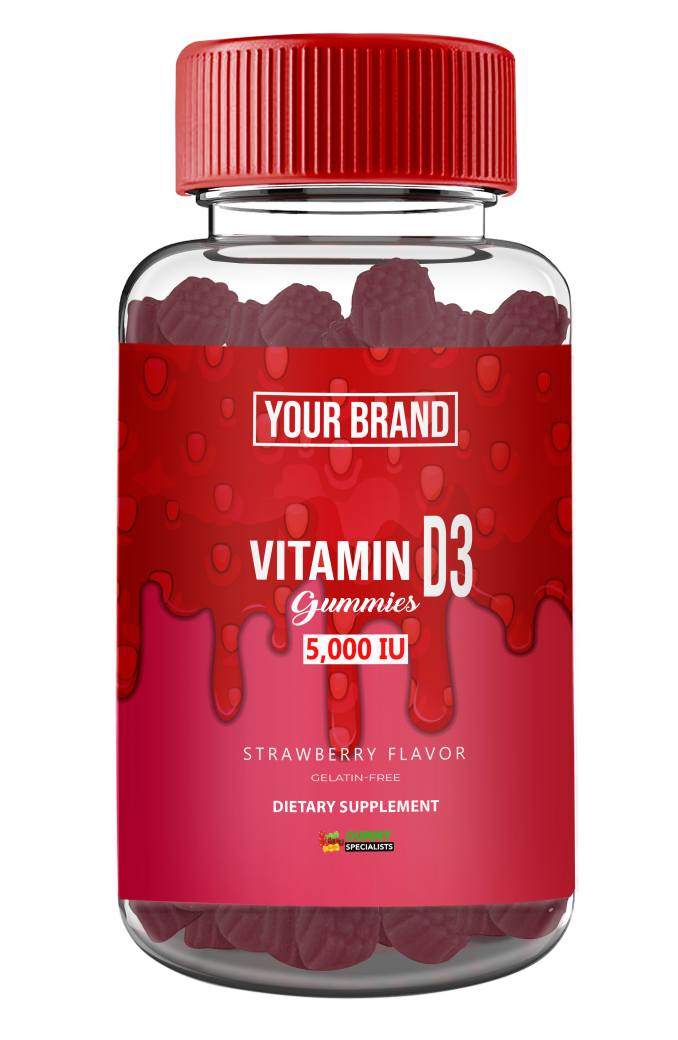 YOUR BRAND
VITAMIN D3
Gummies
5,000 IU
STRAWBERRY FLAVOR
GELATIN-FREE
DIETARY SUPPLEMENT
GUMMY
SPECIALISTS